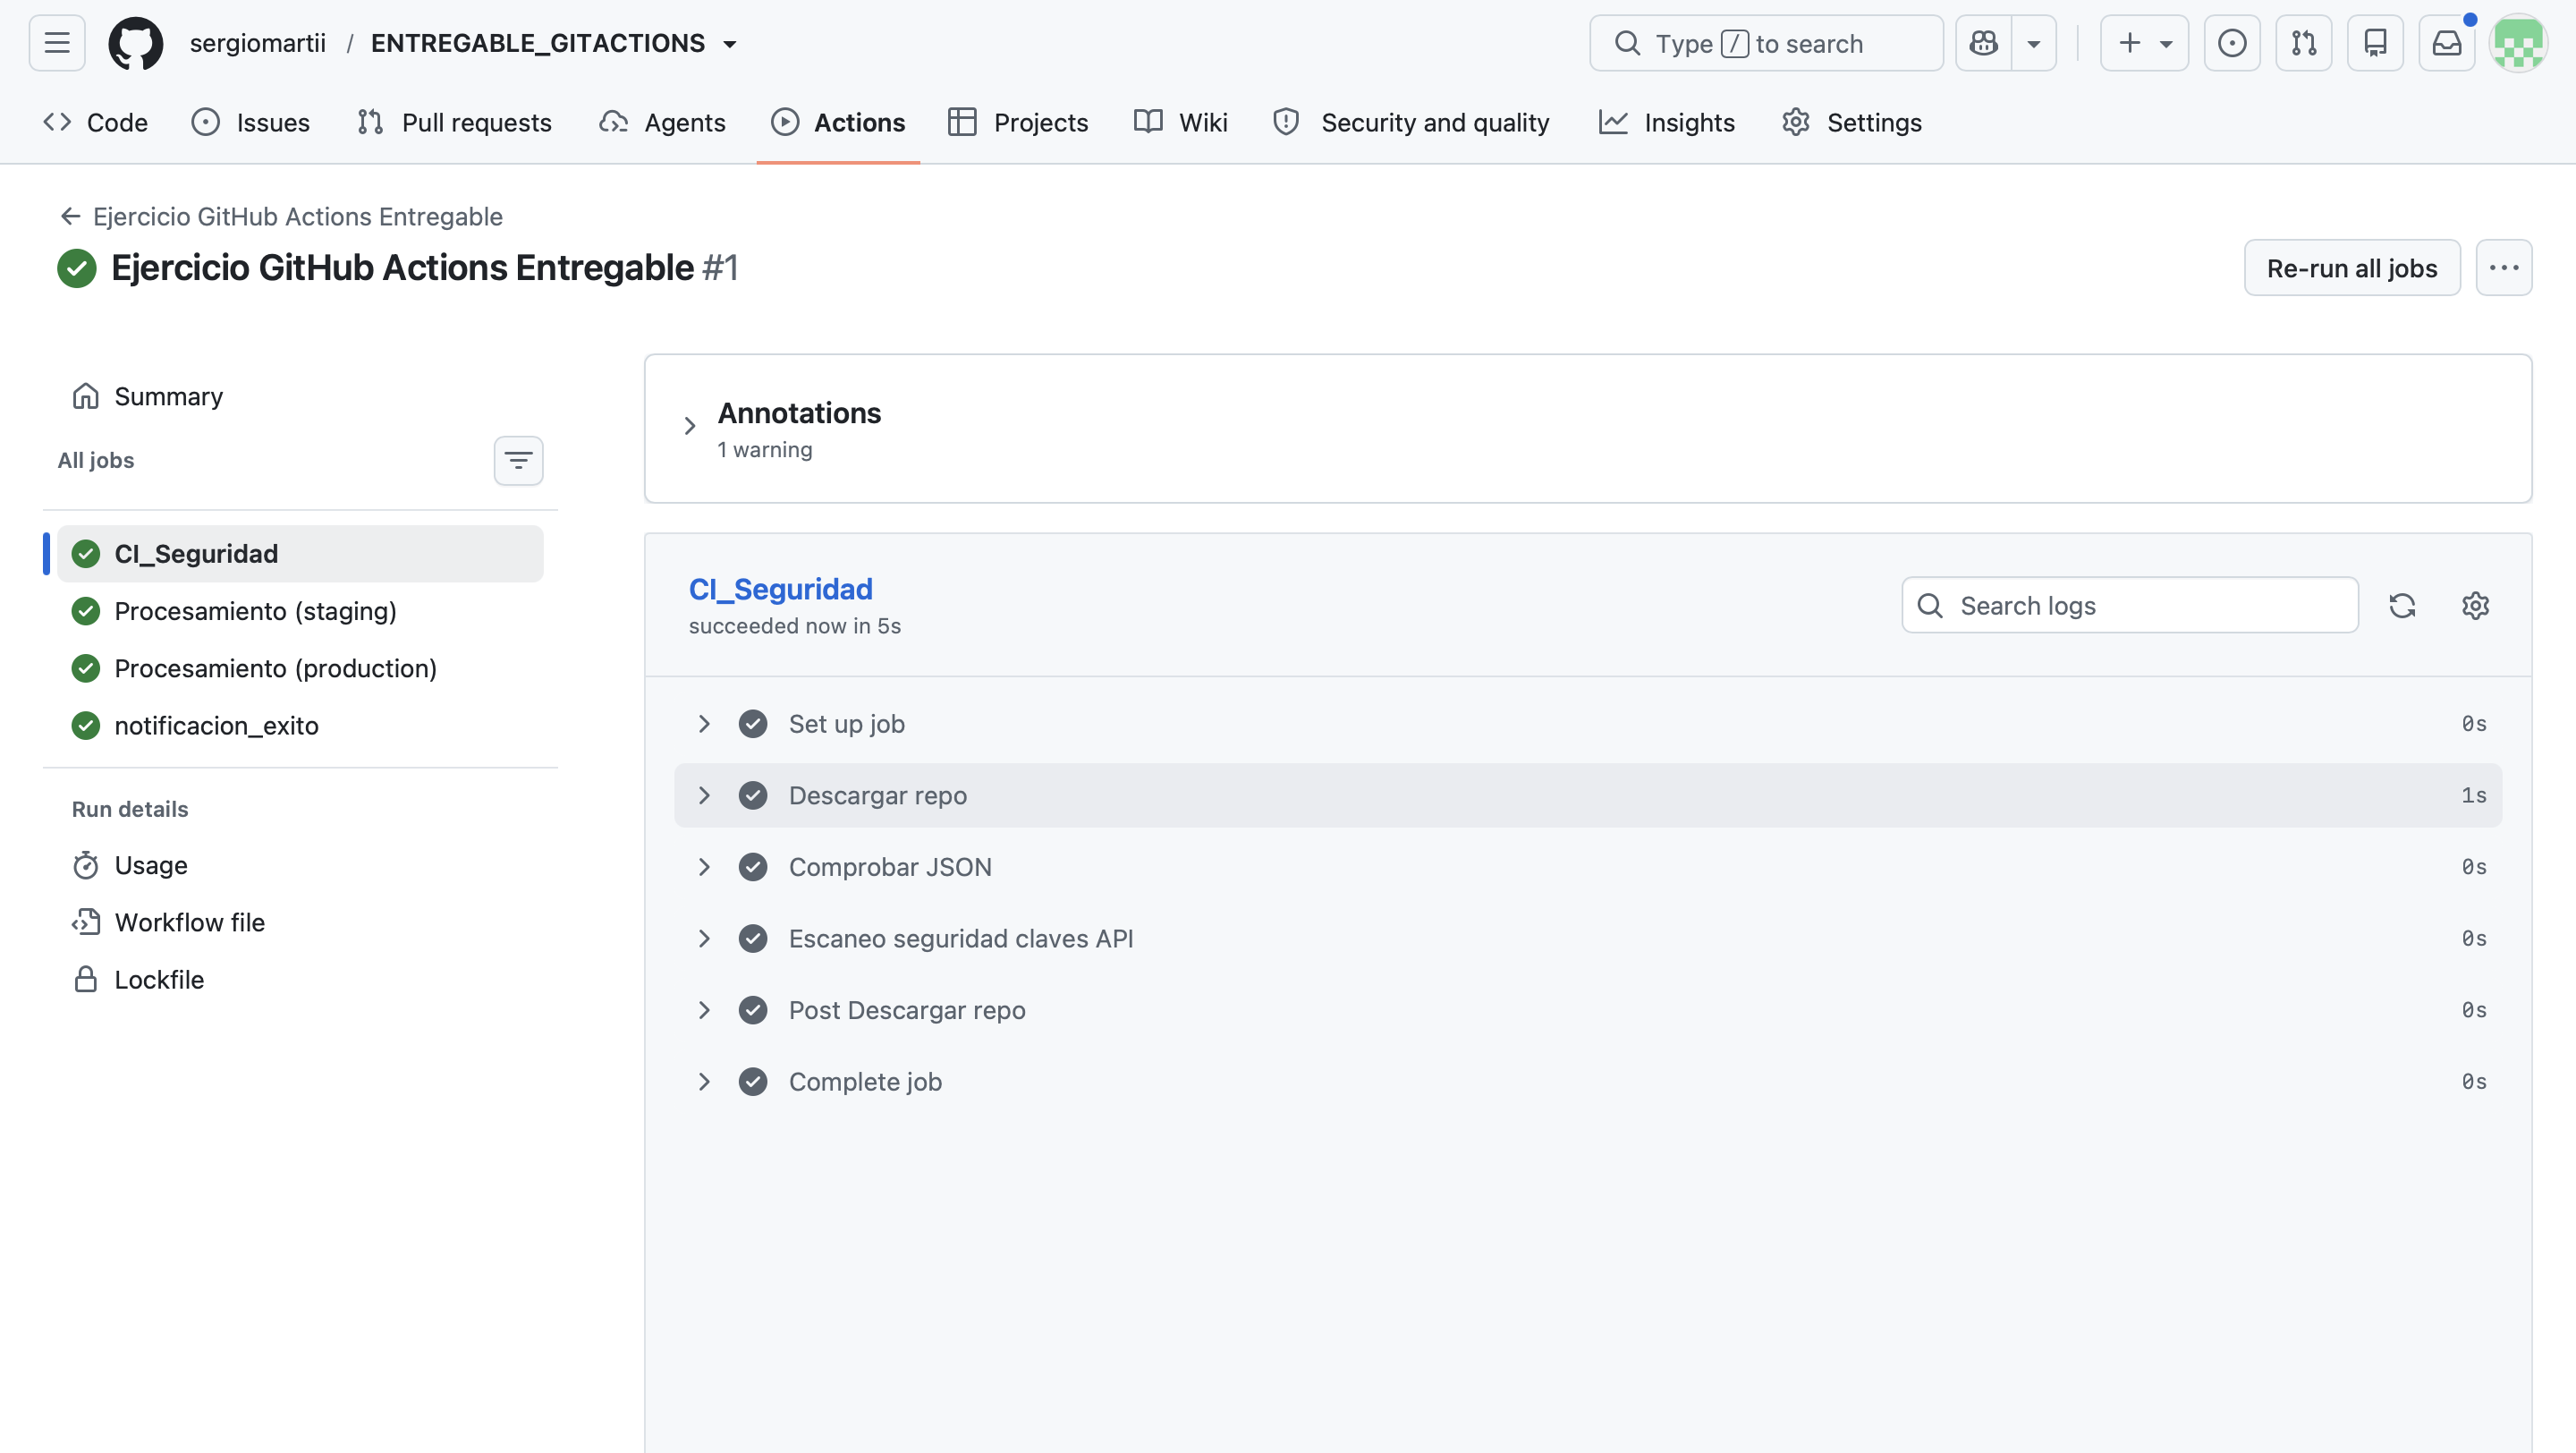 sergiomartii / ENTREGABLE_GITACTIONS
Type / to search
Code
Issues
Pull requests
Agents
Actions
Projects
Wiki
Security and quality
Insights
Settings
Ejercicio GitHub Actions Entregable
Ejercicio GitHub Actions Entregable #1
Re-run all jobs
Summary
All jobs
CI_Seguridad
Procesamiento (staging)
Procesamiento (production)
notificacion_exito
Run details
Usage
Workflow file
Lockfile
Annotations
1 warning
CI_Seguridad
succeeded now in 5s
Search logs
Set up job 0s
Descargar repo 1s
Comprobar JSON 0s
Escaneo seguridad claves API 0s
Post Descargar repo 0s
Complete job 0s